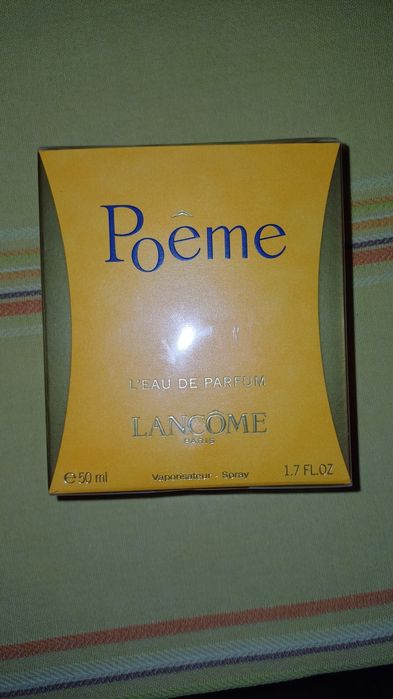 Poême
L'EAU DE PARFUM
LANCÔME
PARIS
℮50 ml
Vaporisateur - Spray
1.7 FL.OZ